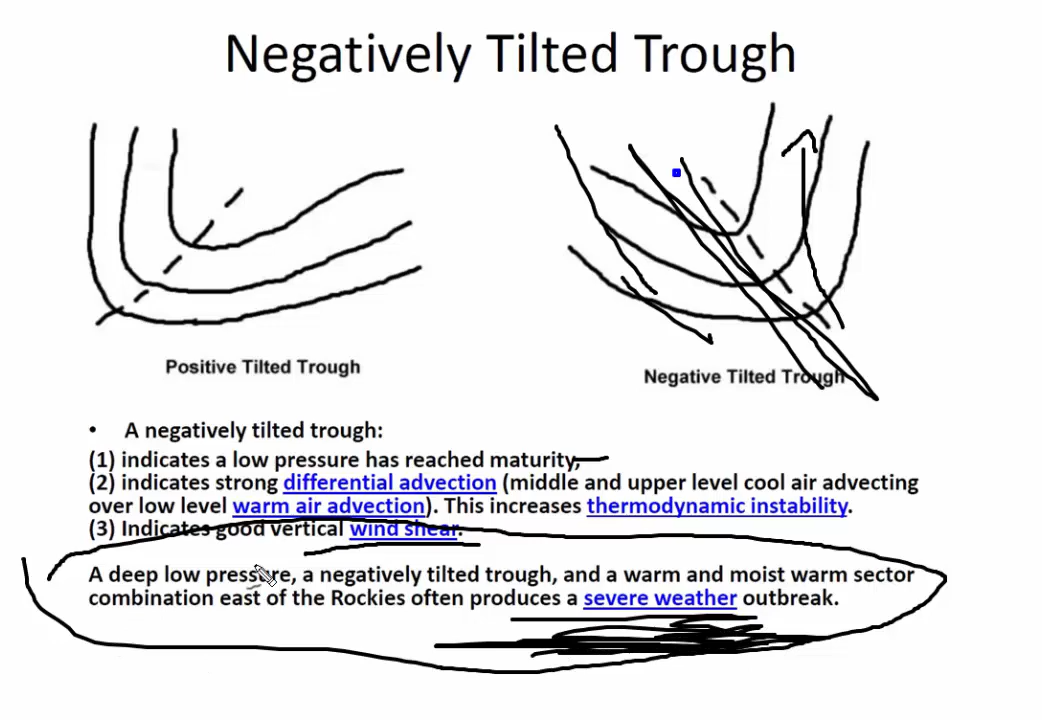 Negatively Tilted Trough
Positive Tilted Trough
Negative Tilted Trough
• A negatively tilted trough:
(1) indicates a low pressure has reached maturity,
(2) indicates strong differential advection (middle and upper level cool air advecting
over low level warm air advection). This increases thermodynamic instability.
(3) Indicates good vertical wind shear.
A deep low pressure, a negatively tilted trough, and a warm and moist warm sector
combination east of the Rockies often produces a severe weather outbreak.